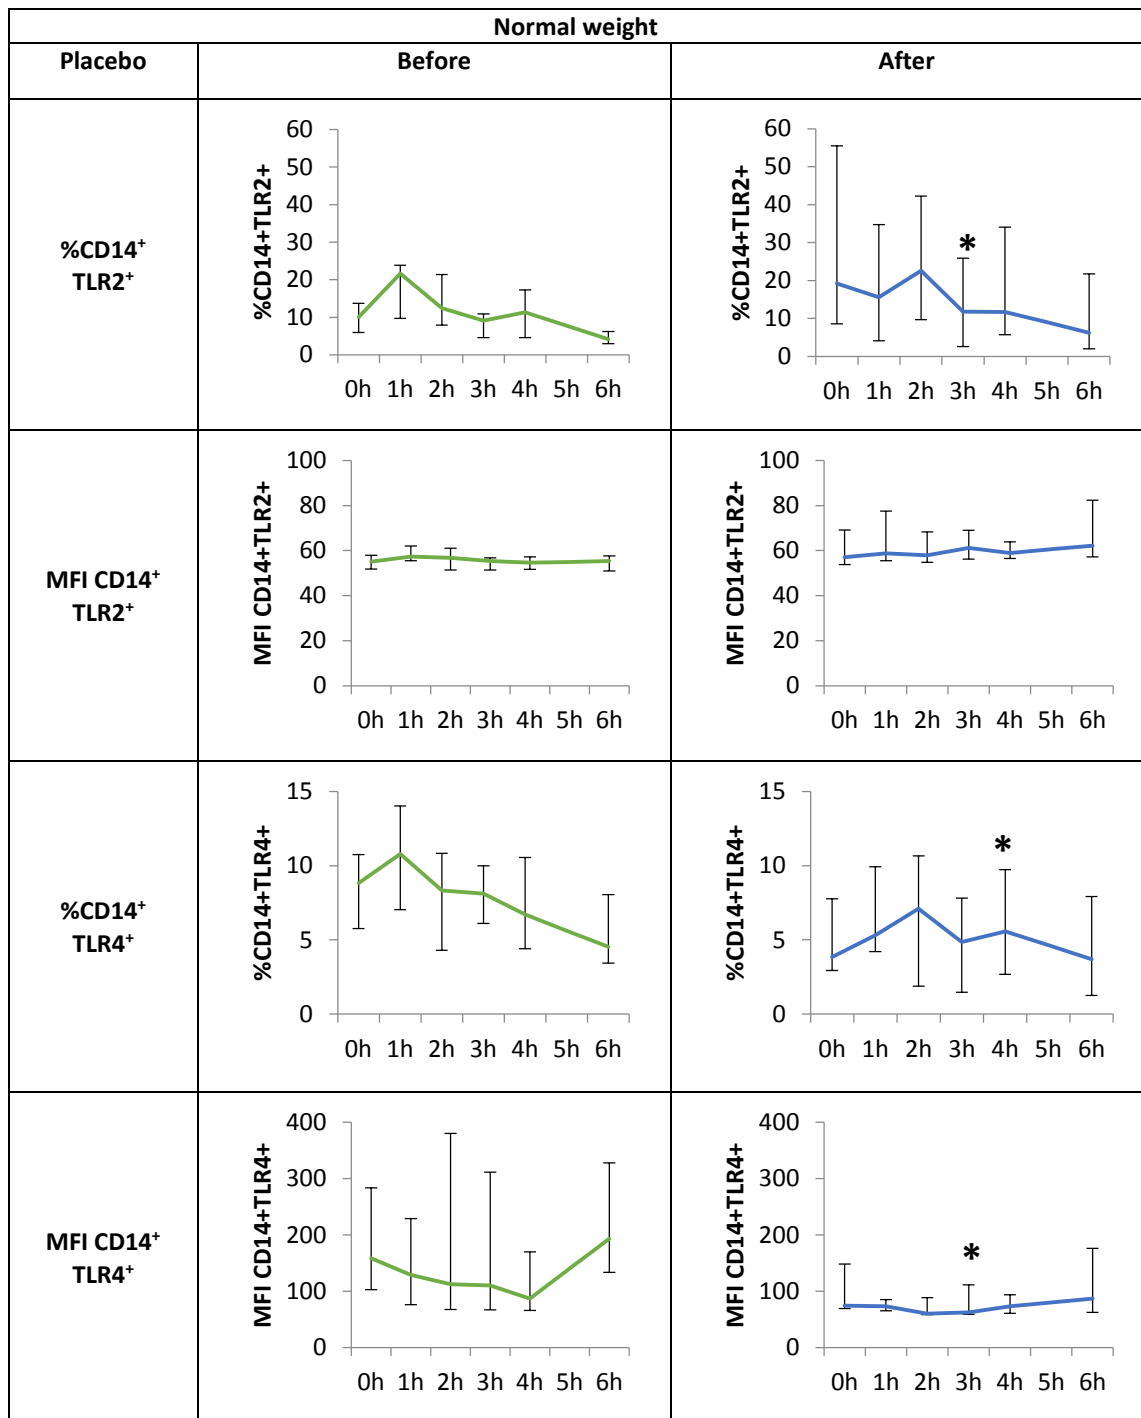 Normal weight
Placebo
Before
After
%CD14+
TLR2+
%CD14+TLR2+
60
50
40
30
20
10
0
0h 1h 2h 3h 4h 5h 6h
%CD14+TLR2+
60
50
40
30
20
10
0
*
0h 1h 2h 3h 4h 5h 6h
MFI CD14+
TLR2+
MFI CD14+TLR2+
100
80
60
40
20
0
0h 1h 2h 3h 4h 5h 6h
MFI CD14+TLR2+
100
80
60
40
20
0
0h 1h 2h 3h 4h 5h 6h
%CD14+
TLR4+
%CD14+TLR4+
15
10
5
0
0h 1h 2h 3h 4h 5h 6h
%CD14+TLR4+
15
10
5
0
*
0h 1h 2h 3h 4h 5h 6h
MFI CD14+
TLR4+
MFI CD14+TLR4+
400
300
200
100
0
0h 1h 2h 3h 4h 5h 6h
MFI CD14+TLR4+
400
300
200
100
0
*
0h 1h 2h 3h 4h 5h 6h